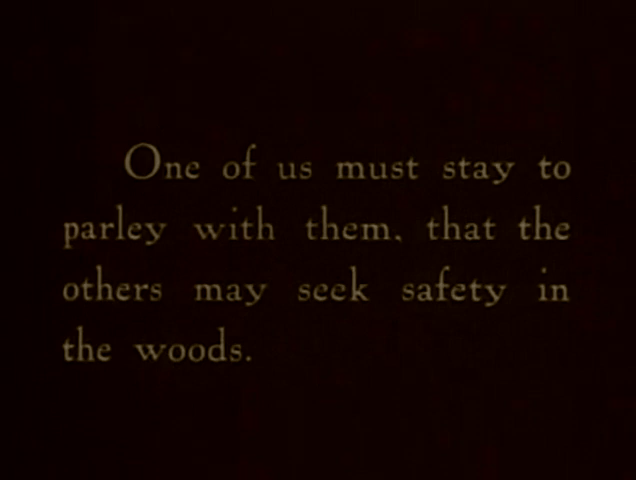 One of us must stay to
parley with them, that the
others may seek safety in
the woods.